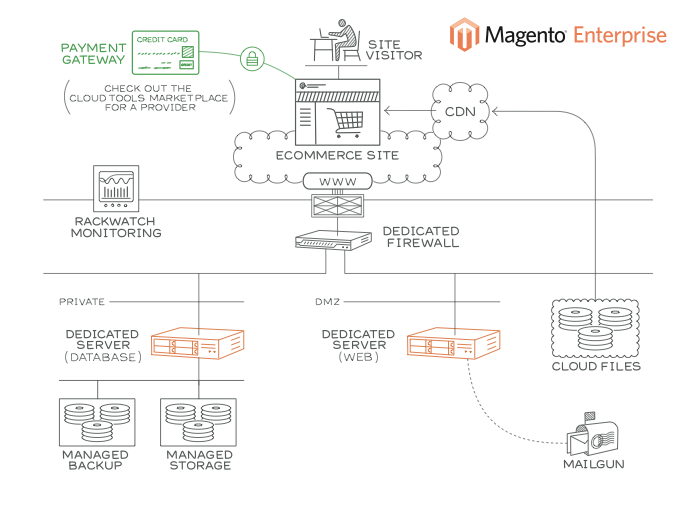 Magento® Enterprise
PAYMENT
GATEWAY
CREDIT CARD
SITE
VISITOR
(CHECK OUT THE
CLOUD TOOLS MARKETPLACE
FOR A PROVIDER)
CDN
ECOMMERCE SITE
WWW
RACKWATCH
MONITORING
DEDICATED
FIREWALL
PRIVATE
DMZ
DEDICATED
SERVER
(DATABASE)
DEDICATED
SERVER
(WEB)
CLOUD FILES
MANAGED
BACKUP
MANAGED
STORAGE
MAILGUN